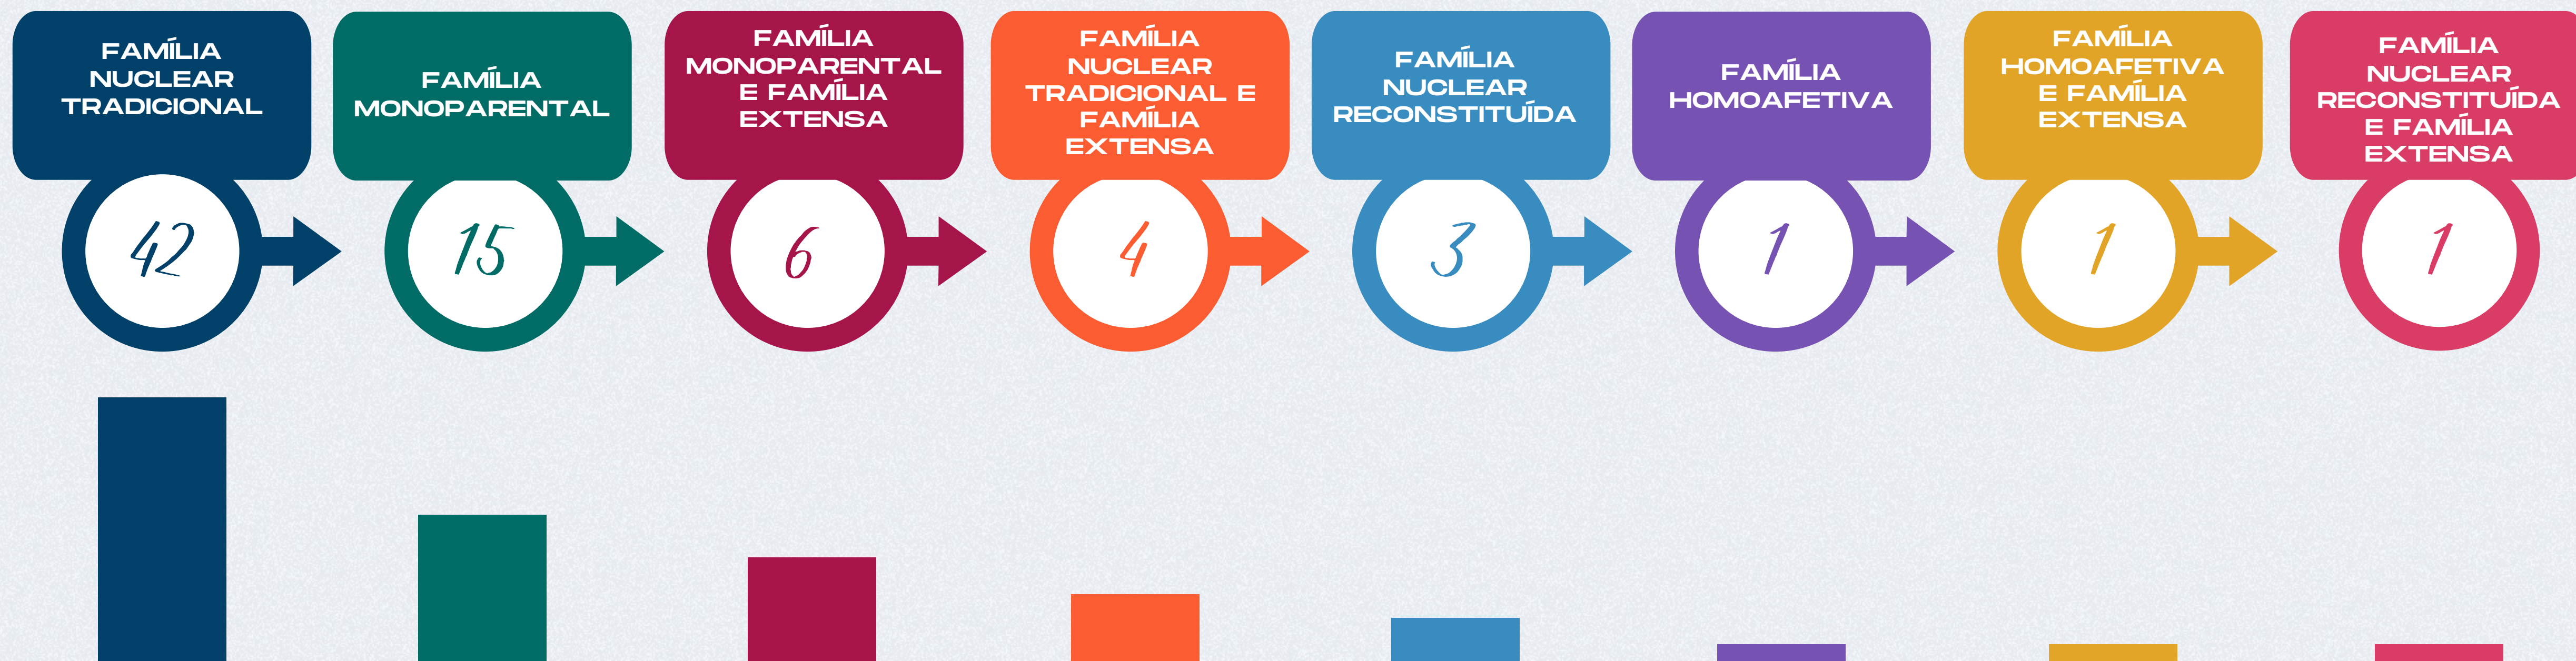 FAMÍLIA
NUCLEAR
TRADICIONAL
42
FAMÍLIA
MONOPARENTAL
15
FAMÍLIA
MONOPARENTAL
E FAMÍLIA
EXTENSA
6
FAMÍLIA
NUCLEAR
TRADICIONAL E
FAMÍLIA
EXTENSA
4
FAMÍLIA
NUCLEAR
RECONSTITUÍDA
3
FAMÍLIA
HOMOAFETIVA
1
FAMÍLIA
HOMOAFETIVA
E FAMÍLIA
EXTENSA
1
FAMÍLIA
NUCLEAR
RECONSTITUÍDA
E FAMÍLIA
EXTENSA
1